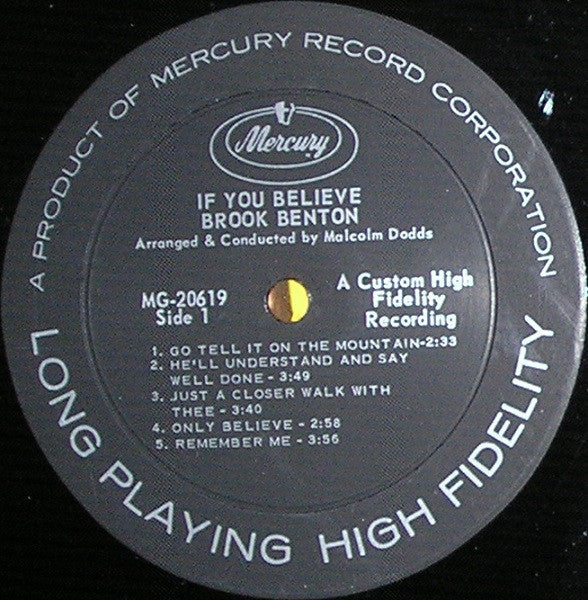 A PRODUCT OF MERCURY RECORD CORPORATION
Mercury
IF YOU BELIEVE
BROOK BENTON
Arranged & Conducted by Malcolm Dodds
MG-20619
Side 1
A Custom High
Fidelity
Recording
1. GO TELL IT ON THE MOUNTAIN-2:33
2. HE'LL UNDERSTAND AND SAY
WELL DONE - 3:49
3. JUST A CLOSER WALK WITH
THEE - 3:40
4. ONLY BELIEVE - 2:58
5. REMEMBER ME - 3:56
LONG PLAYING HIGH FIDELITY